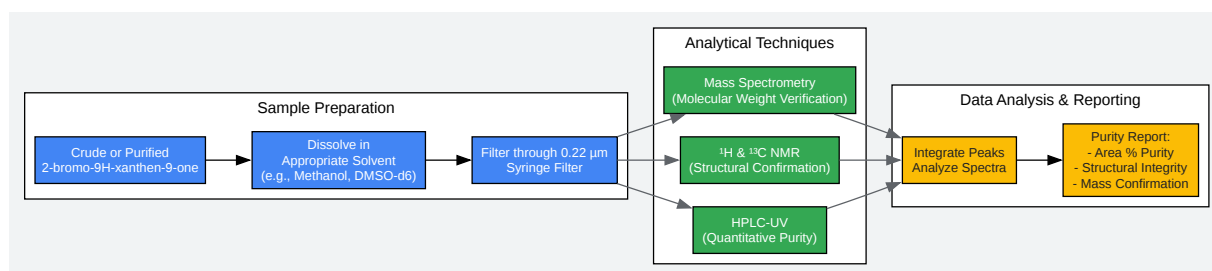 Sample Preparation
Crude or Purified
2-bromo-9H-xanthen-9-one
Dissolve in
Appropriate Solvent
(e.g., Methanol, DMSO-d6)
Filter through 0.22 µm
Syringe Filter
Analytical Techniques
Mass Spectrometry
(Molecular Weight Verification)
¹H & ¹³C NMR
(Structural Confirmation)
HPLC-UV
(Quantitative Purity)
Data Analysis & Reporting
Integrate Peaks
Analyze Spectra
Purity Report:
- Area % Purity
- Structural Integrity
- Mass Confirmation